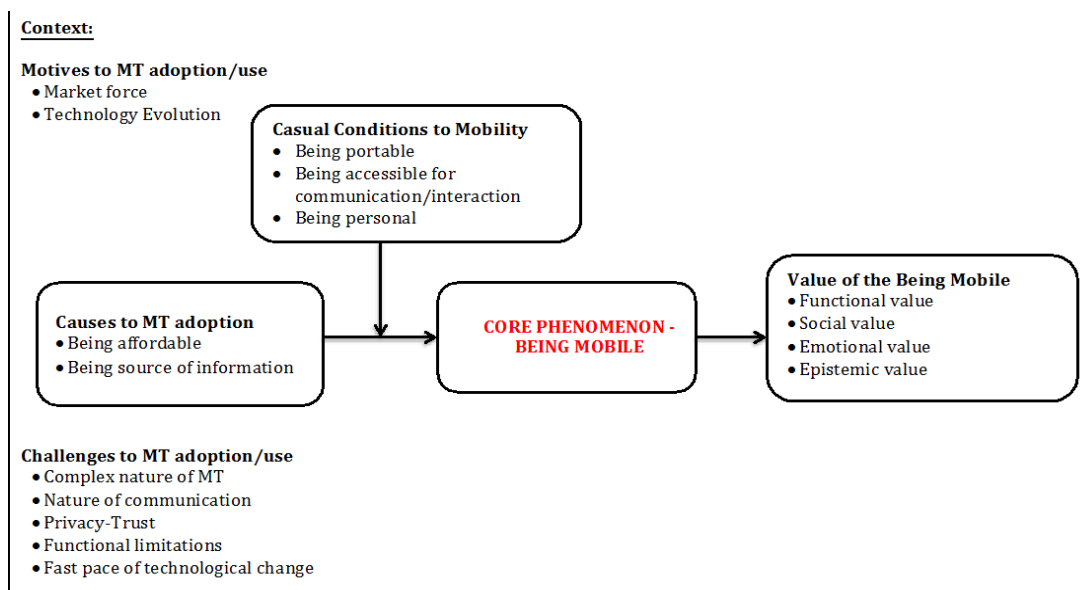 Context:
Motives to MT adoption/use
• Market force
• Technology Evolution
Casual Conditions to Mobility
• Being portable
• Being accessible for
communication/interaction
• Being personal
Causes to MT adoption
• Being affordable
• Being source of information
CORE PHENOMENON -
BEING MOBILE
Value of the Being Mobile
• Functional value
• Social value
• Emotional value
• Epistemic value
Challenges to MT adoption/use
• Complex nature of MT
• Nature of communication
• Privacy-Trust
• Functional limitations
• Fast pace of technological change